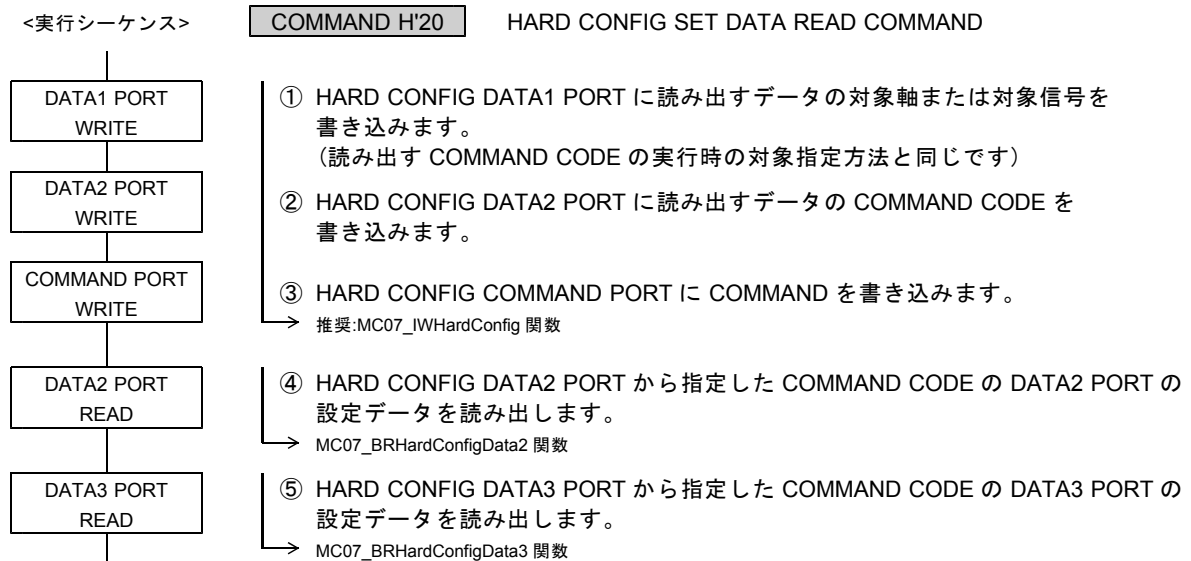 <実行シーケンス> COMMAND H'20 HARD CONFIG SET DATA READ COMMAND
DATA1 PORT
WRITE
① HARD CONFIG DATA1 PORT に読み出すデータの対象軸または対象信号を
書き込みます。
（読み出す COMMAND CODE の実行時の対象指定方法と同じです）
DATA2 PORT
WRITE
② HARD CONFIG DATA2 PORT に読み出すデータの COMMAND CODE を
書き込みます。
COMMAND PORT
WRITE
③ HARD CONFIG COMMAND PORT に COMMAND を書き込みます。
推奨:MC07_IWHardConfig 関数
DATA2 PORT
READ
④ HARD CONFIG DATA2 PORT から指定した COMMAND CODE の DATA2 PORT の
設定データを読み出します。
MC07_BRHardConfigData2 関数
DATA3 PORT
READ
⑤ HARD CONFIG DATA3 PORT から指定した COMMAND CODE の DATA3 PORT の
設定データを読み出します。
MC07_BRHardConfigData3 関数